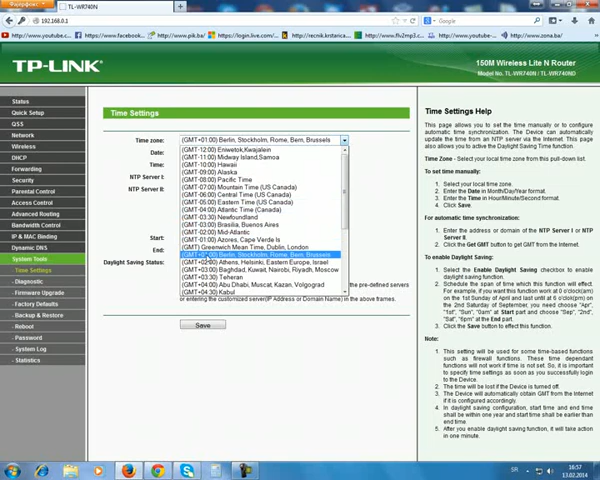 Фајерфокс
TL-WR740N
192.168.0.1
Google
http://www.youtube-c...
https://www.facebook...
http://www.pik.ba/
https://login.live.com/
http://recnik.krstarica...
http://www.flv2mp3.c...
http://www.youtube-...
http://www.zona.ba/
TP-LINK
150M Wireless Lite N Router
Model No. TL-WR740N / TL-WR740ND
Status
Quick Setup
QSS
Network
Wireless
DHCP
Forwarding
Security
Parental Control
Access Control
Advanced Routing
Bandwidth Control
IP & MAC Binding
Dynamic DNS
System Tools
- Time Settings
- Diagnostic
- Firmware Upgrade
- Factory Defaults
- Backup & Restore
- Reboot
- Password
- System Log
- Statistics
Time Settings
Time zone:
(GMT+01:00) Berlin, Stockholm, Rome, Bern, Brussels
Date:
Time:
NTP Server I:
NTP Server II:
Start:
End:
Daylight Saving Status:
(GMT-12:00) Eniwetok,Kwajalein
(GMT-11:00) Midway Island,Samoa
(GMT-10:00) Hawaii
(GMT-09:00) Alaska
(GMT-08:00) Pacific Time
(GMT-07:00) Mountain Time (US Canada)
(GMT-06:00) Central Time (US Canada)
(GMT-05:00) Eastern Time (US Canada)
(GMT-04:00) Atlantic Time (Canada)
(GMT-03:30) Newfoundland
(GMT-03:00) Brasilia, Buenos Aires
(GMT-02:00) Mid-Atlantic
(GMT-01:00) Azores, Cape Verde Is
(GMT) Greenwich Mean Time, Dublin, London
(GMT+01:00) Berlin, Stockholm, Rome, Bern, Brussels
(GMT+02:00) Athens, Helsinki, Eastern Europe, Israel
(GMT+03:00) Baghdad, Kuwait, Nairobi, Riyadh, Moscow
(GMT+03:30) Teheran
(GMT+04:00) Abu Dhabi, Muscat, Kazan, Volgograd
(GMT+04:30) Kabul
the pre-defined servers
or entering the customized server(IP Address or Domain Name) in the above frames.
Save
Time Settings Help
This page allows you to set the time manually or to configure
automatic time synchronization. The Device can automatically
update the time from an NTP server via the Internet. This page
also allows you to activity the Daylight Saving Time function.
Time Zone - Select your local time zone from this pull-down list.
To set time manually:
1. Select your local time zone.
2. Enter the Date in Month/Day/Year format.
3. Enter the Time in Hour/Minute/Second format.
4. Click Save.
For automatic time synchronization:
1. Enter the address or domain of the NTP Server I or NTP
Server II.
2. Click the Get GMT button to get GMT from the Internet.
To enable Daylight Saving:
1. Select the Enable Daylight Saving checkbox to enable
daylight saving function.
2. Schedule the span of time which this function will effect.
For example, if you want this function work at 0 o'clock(am)
on the 1st Sunday of April and last until at 6 o'clock(pm) of
the 2nd Saturday of September, you need choose "Apr",
"1st", "Sun", "0am" at Start part and choose "Sep", "2nd",
"Sat", "6pm" at the End part.
3. Click the Save button to effect this function.
Note:
1. This setting will be used for some time-based functions
such as firewall functions. These time dependant
functions will not work if time is not set. So, it is important
to specify time settings as soon as you successfully login
to the Device.
2. The time will be lost if the Device is turned off.
3. The Device will automatically obtain GMT from the Internet
if it is configured accordingly.
4. In daylight saving configuration, start time and end time
shall be within one year and start time shall be earlier than
end time.
5. After you enable daylight saving function, it will take action
in one minute.
SR
16:57
13.02.2014